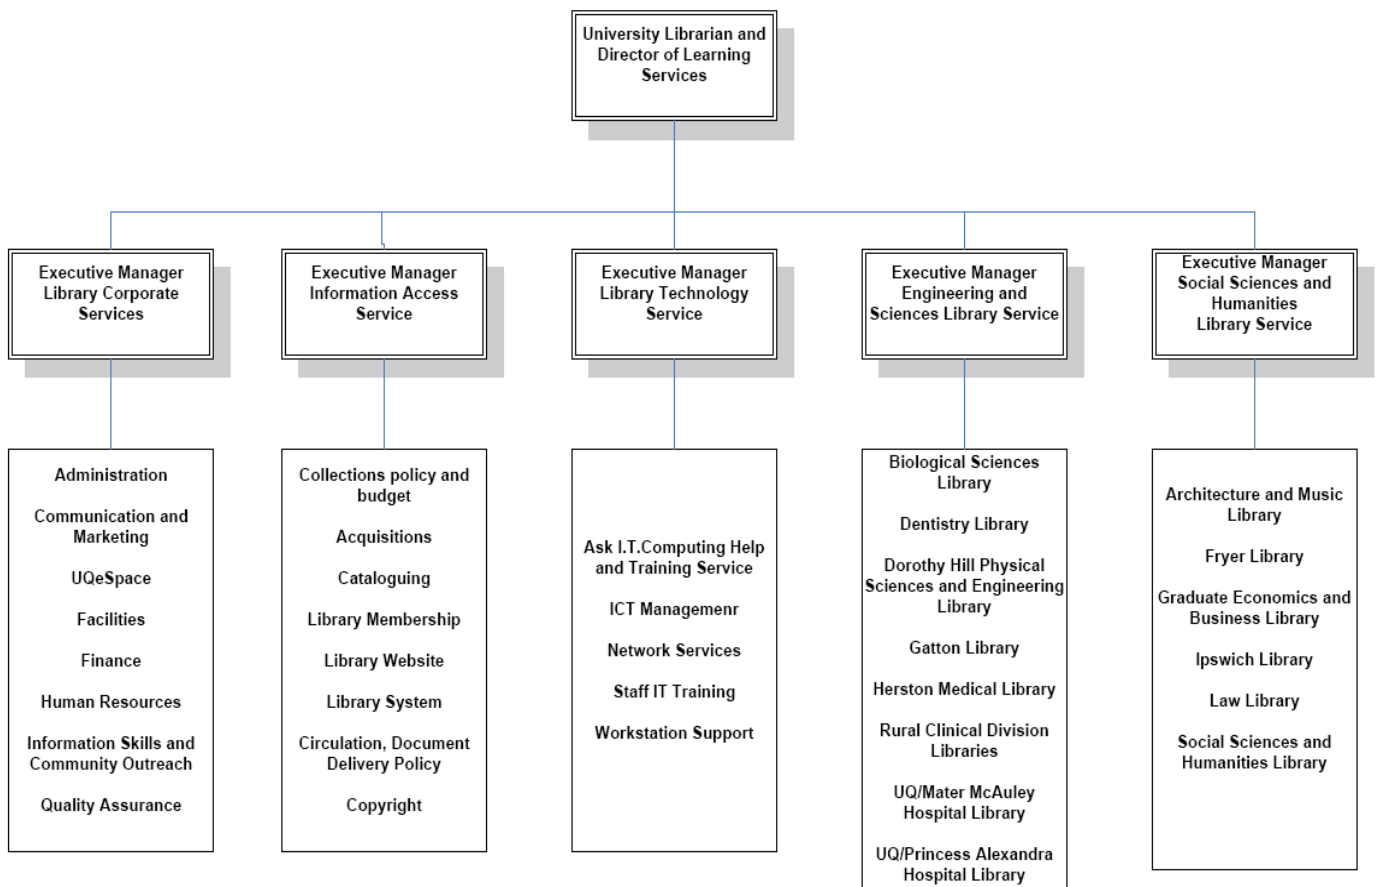 University Librarian and
Director of Learning
Services
Executive Manager
Library Corporate
Services
Executive Manager
Information Access
Service
Executive Manager
Library Technology
Service
Executive Manager
Engineering and
Sciences Library Service
Executive Manager
Social Sciences and
Humanities
Library Service
Administration
Communication and
Marketing
UQeSpace
Facilities
Finance
Human Resources
Information Skills and
Community Outreach
Quality Assurance
Collections policy and
budget
Acquisitions
Cataloguing
Library Membership
Library Website
Library System
Circulation, Document
Delivery Policy
Copyright
Ask I.T.Computing Help
and Training Service
ICT Managemenr
Network Services
Staff IT Training
Workstation Support
Biological Sciences
Library
Dentistry Library
Dorothy Hill Physical
Sciences and Engineering
Library
Gatton Library
Herston Medical Library
Rural Clinical Division
Libraries
UQ/Mater McAuley
Hospital Library
UQ/Princess Alexandra
Hospital Library
Architecture and Music
Library
Fryer Library
Graduate Economics and
Business Library
Ipswich Library
Law Library
Social Sciences and
Humanities Library